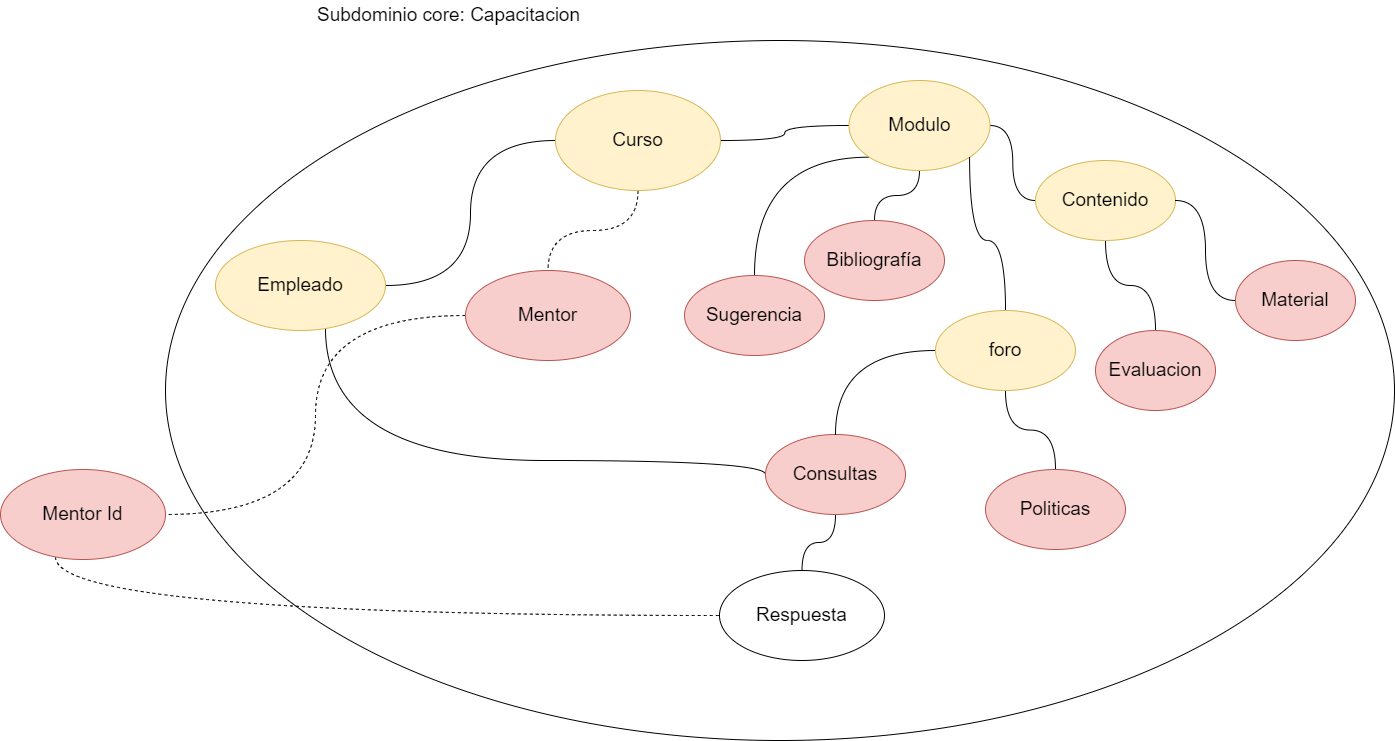 Subdominio core: Capacitacion
Curso
Modulo
Contenido
Empleado
Mentor
Sugerencia
Bibliografía
Material
foro
Evaluacion
Consultas
Politicas
Mentor Id
Respuesta